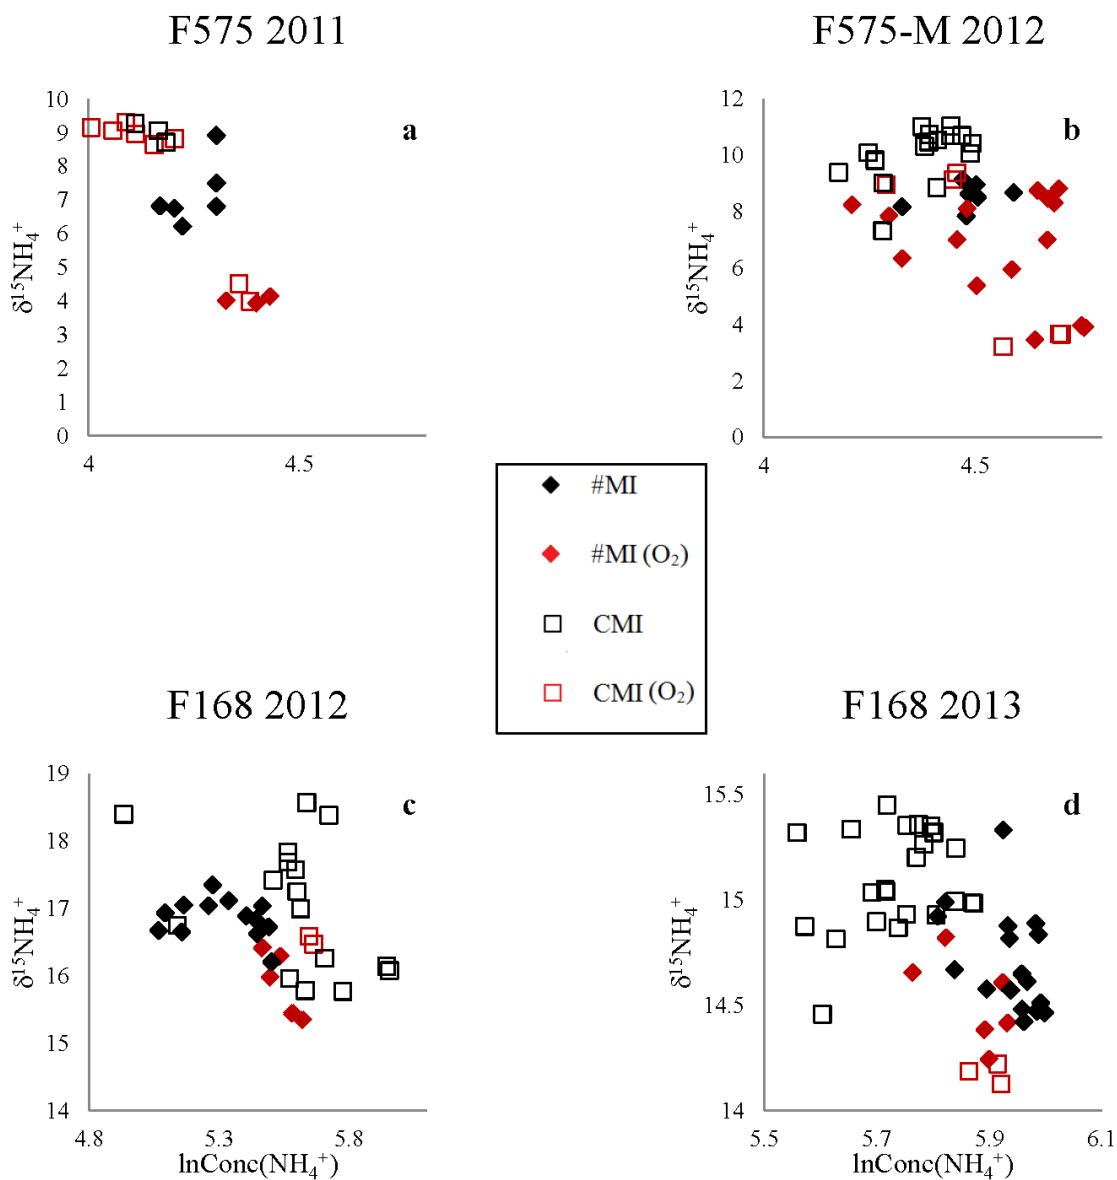 F575 2011
F575-M 2012
10
9
8
7
6
5
4
3
2
1
0
a
δ¹⁵NH₄⁺
4
4.5
12
10
8
6
4
2
0
b
δ¹⁵NH₄⁺
4
4.5
#MI
#MI (O₂)
CMI
CMI (O₂)
F168 2012
F168 2013
19
18
17
16
15
14
c
δ¹⁵NH₄⁺
4.8
5.3
5.8
lnConc(NH₄⁺)
15.5
15
14.5
14
d
δ¹⁵NH₄⁺
5.5
5.7
5.9
6.1
lnConc(NH₄⁺)